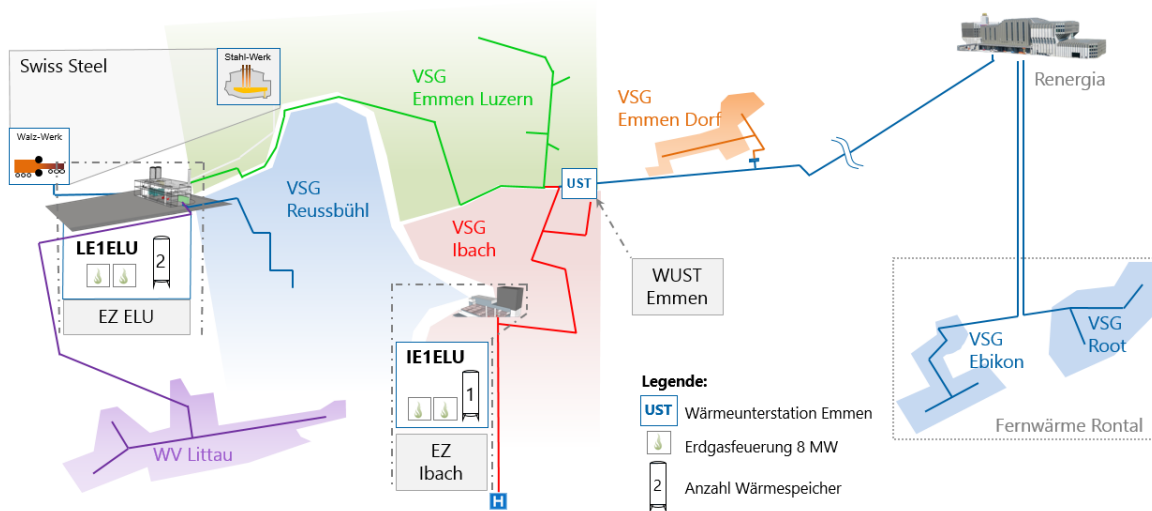 Swiss Steel
Stahl-Werk
Walz-Werk
VSG
Emmen Luzern
VSG
Emmen Dorf
Renergia
VSG
Reussbühl
UST
VSG
Ibach
LE1ELU
2
EZ ELU
WUST
Emmen
IE1ELU
1
EZ
Ibach
H
WV Littau
VSG
Root
VSG
Ebikon
Fernwärme Rontal
Legende:
UST Wärmeunterstation Emmen
Erdgasfeuerung 8 MW
2 Anzahl Wärmespeicher